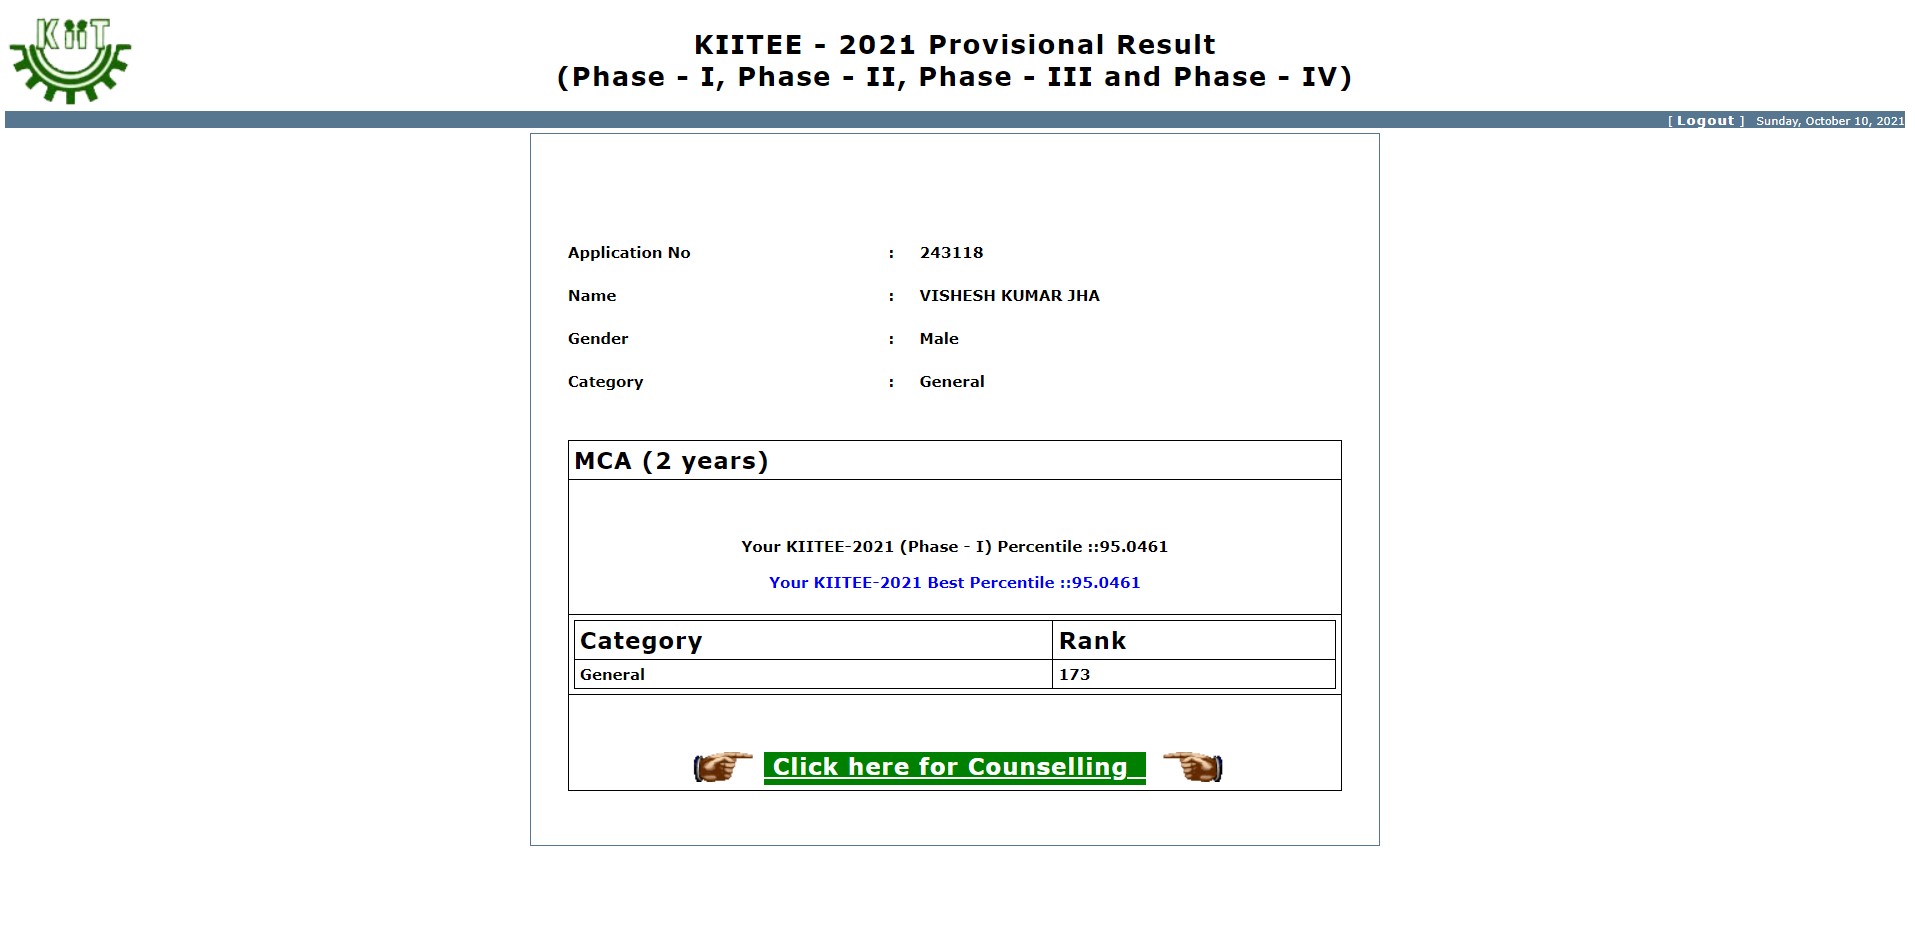 KiiT
KIITEE - 2021 Provisional Result
(Phase - I, Phase - II, Phase - III and Phase - IV)
[ Logout ] Sunday, October 10, 2021
Application No : 243118
Name : VISHESH KUMAR JHA
Gender : Male
Category : General
MCA (2 years)
Your KIITEE-2021 (Phase - I) Percentile ::95.0461
Your KIITEE-2021 Best Percentile ::95.0461
Category Rank
General 173
Click here for Counselling